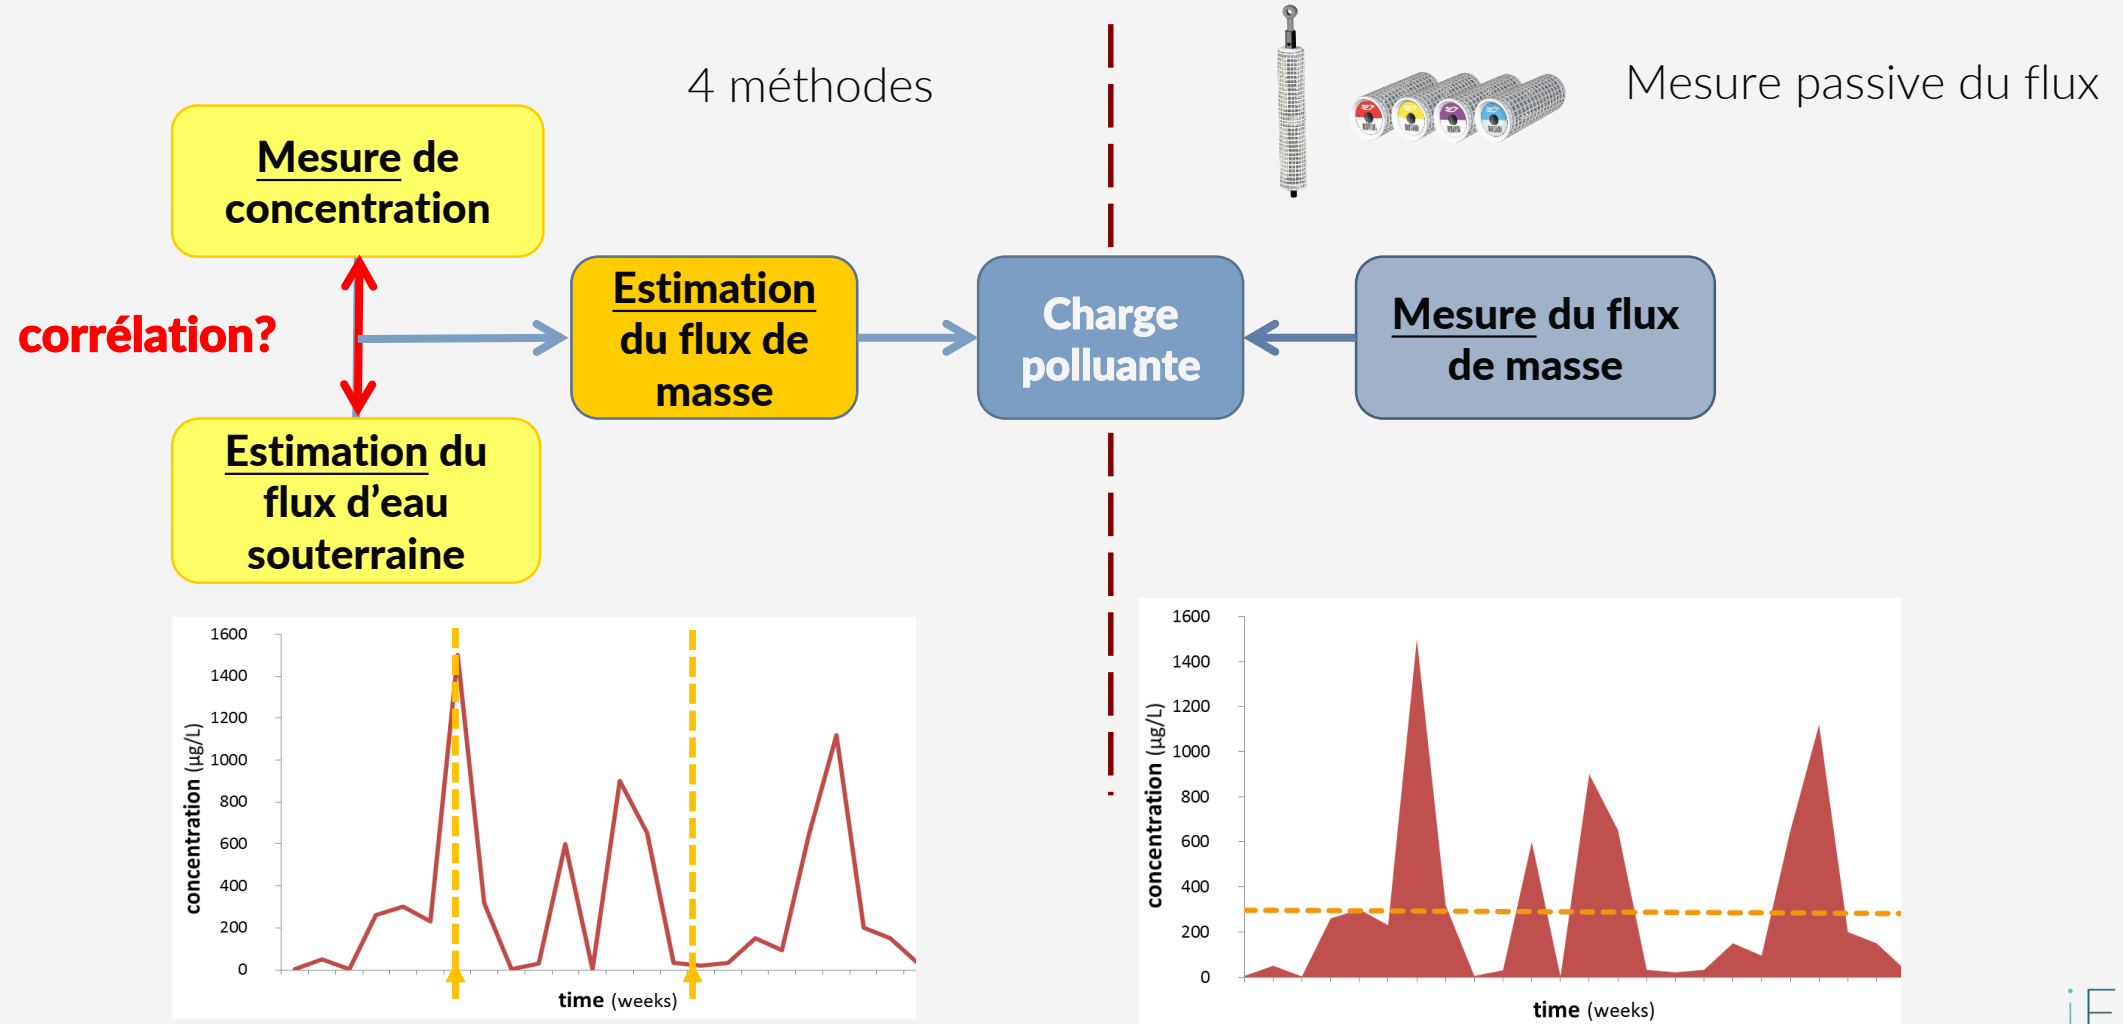 4 méthodes
Mesure passive du flux
Mesure de
concentration
corrélation?
Estimation du
flux d’eau
souterraine
Estimation
du flux de
masse
Charge
polluante
Mesure du flux
de masse
1600
1400
1200
1000
800
600
400
200
0
concentration (µg/L)
time (weeks)
1600
1400
1200
1000
800
600
400
200
0
concentration (µg/L)
time (weeks)